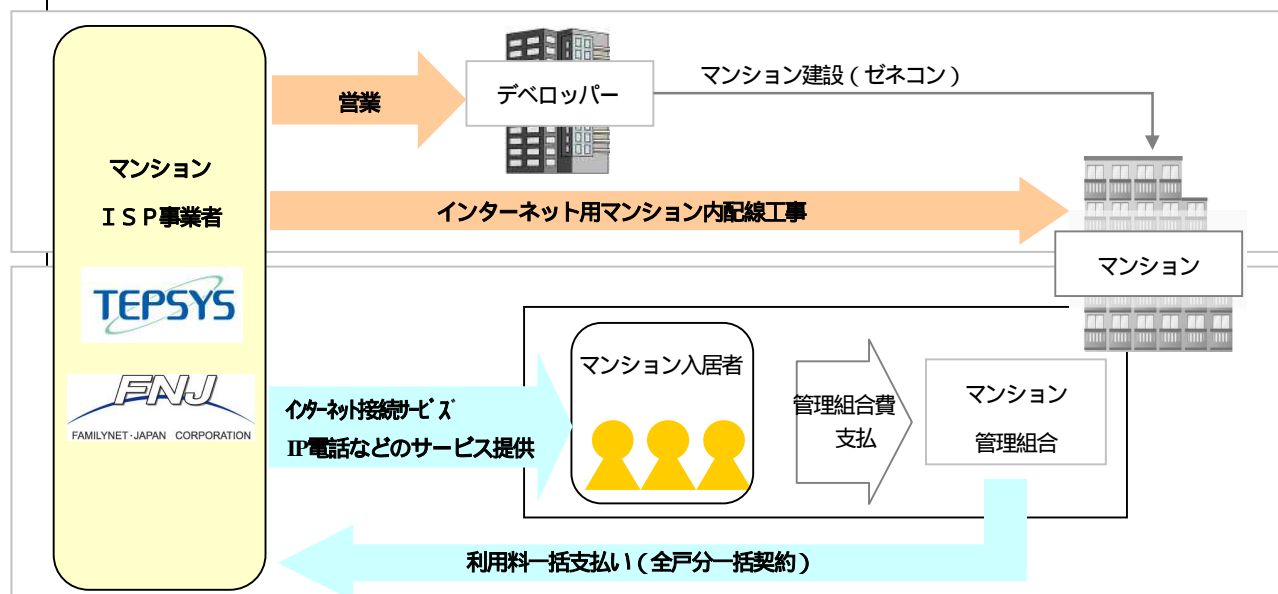 マンション
ＩＳＰ事業者
TEPSYS
FNJ
FAMILYNET・JAPAN CORPORATION
営業
デベロッパー
マンション建設（ゼネコン）
インターネット用マンション内配線工事
マンション
インターネット接続サービス
IP電話などのサービス提供
マンション入居者
管理組合費
支払
マンション
管理組合
利用料一括支払い（全戸分一括契約）